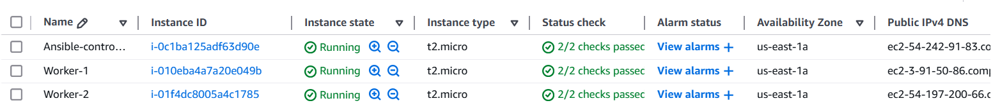 Name Instance ID Instance state Instance type Status check Alarm status Availability Zone Public IPv4 DNS
Ansible-contro... i-0c1ba125adf63d90e Running t2.micro 2/2 checks passed View alarms + us-east-1a ec2-54-242-91-83.co
Worker-1 i-010eba4a7a20e049b Running t2.micro 2/2 checks passed View alarms + us-east-1a ec2-3-91-50-86.comp
Worker-2 i-01f4dc8005a4c1785 Running t2.micro 2/2 checks passed View alarms + us-east-1a ec2-54-197-200-66.c